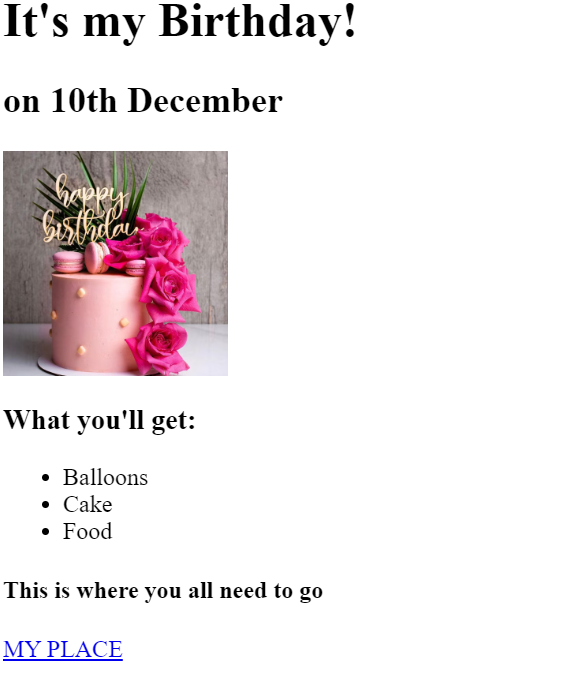 It's my Birthday!
on 10th December
happy
birthday
What you'll get:
Balloons
Cake
Food
This is where you all need to go
MY PLACE